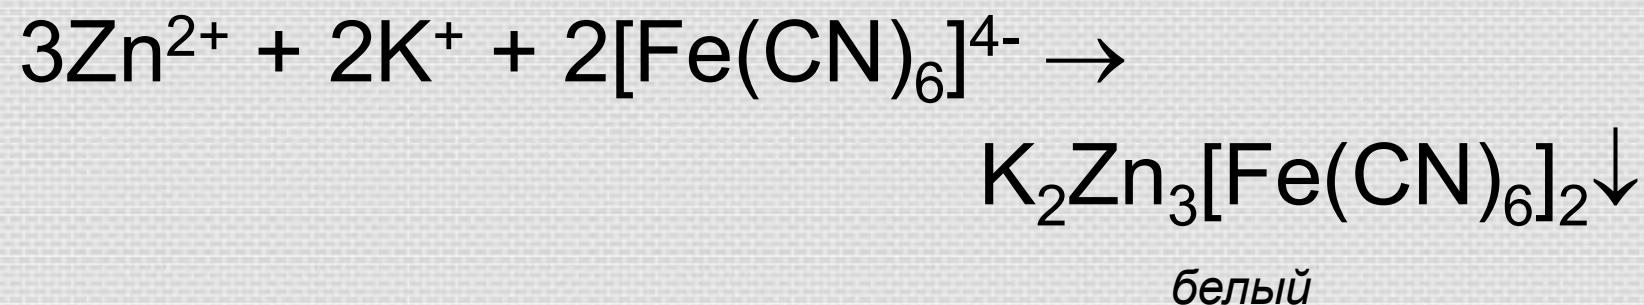 3Zn²⁺ + 2K⁺ + 2[Fe(CN)₆]⁴⁻ →
K₂Zn₃[Fe(CN)₆]₂↓
белый